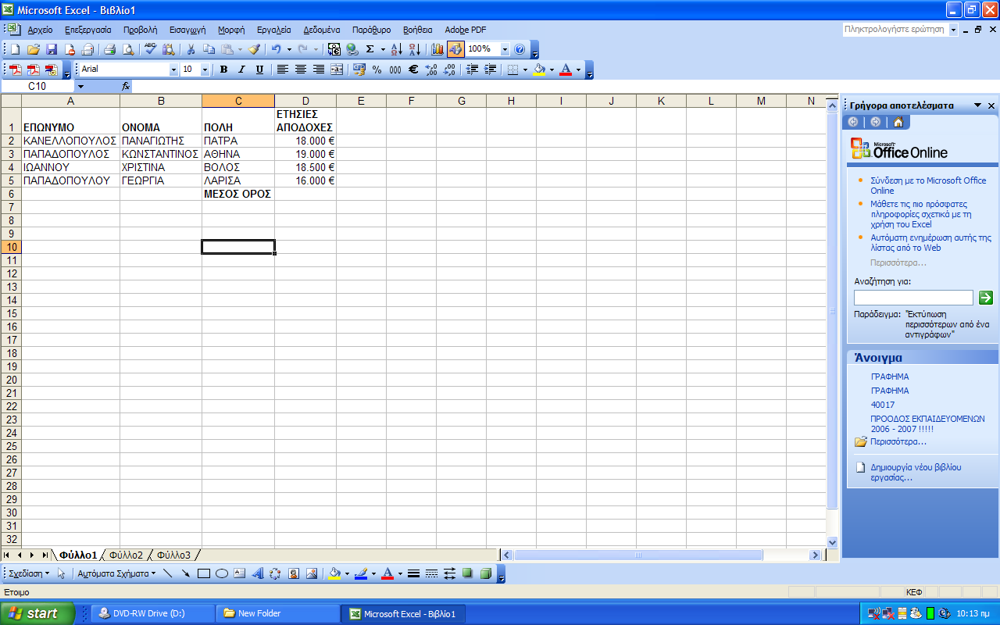 Microsoft Excel - Βιβλίο1
Αρχείο Επεξεργασία Προβολή Εισαγωγή Μορφή Εργαλεία Δεδομένα Παράθυρο Βοήθεια Adobe PDF Πληκτρολογήστε ερώτηση
100%
Arial 10 B I U % 000 €
C10 fx
A B C D E F G H I J K L M N
1 ΕΠΩΝΥΜΟ ΟΝΟΜΑ ΠΟΛΗ ΕΤΗΣΙΕΣ ΑΠΟΔΟΧΕΣ
2 ΚΑΝΕΛΛΟΠΟΥΛΟΣ ΠΑΝΑΓΙΩΤΗΣ ΠΑΤΡΑ 18.000 €
3 ΠΑΠΑΔΟΠΟΥΛΟΣ ΚΩΝΣΤΑΝΤΙΝΟΣ ΑΘΗΝΑ 19.000 €
4 ΙΩΑΝΝΟΥ ΧΡΙΣΤΙΝΑ ΒΟΛΟΣ 18.500 €
5 ΠΑΠΑΔΟΠΟΥΛΟΥ ΓΕΩΡΓΙΑ ΛΑΡΙΣΑ 16.000 €
6 ΜΕΣΟΣ ΟΡΟΣ
7
8
9
10
11
12
13
14
15
16
17
18
19
20
21
22
23
24
25
26
27
28
29
30
31
32
Φύλλο1 Φύλλο2 Φύλλο3
Σχεδίαση Αυτόματα Σχήματα
Έτοιμο ΚΕΦ
Γρήγορα αποτελέσματα
Microsoft
Office Online
Σύνδεση με το Microsoft Office
Online
Μάθετε τις πιο πρόσφατες
πληροφορίες σχετικά με τη
χρήση του Excel
Αυτόματη ενημέρωση αυτής της
λίστας από το Web
Περισσότερα...
Αναζήτηση για:
Παράδειγμα: "Εκτύπωση
περισσότερων από ένα
αντιγράφων"
Άνοιγμα
ΓΡΑΦΗΜΑ
ΓΡΑΦΗΜΑ
40017
ΠΡΟΟΔΟΣ ΕΚΠΑΙΔΕΥΟΜΕΝΩΝ
2006 - 2007 !!!!!
Περισσότερα...
Δημιουργία νέου βιβλίου
εργασίας...
start DVD-RW Drive (D:) New Folder Microsoft Excel - Βιβλίο1 10:13 πμ